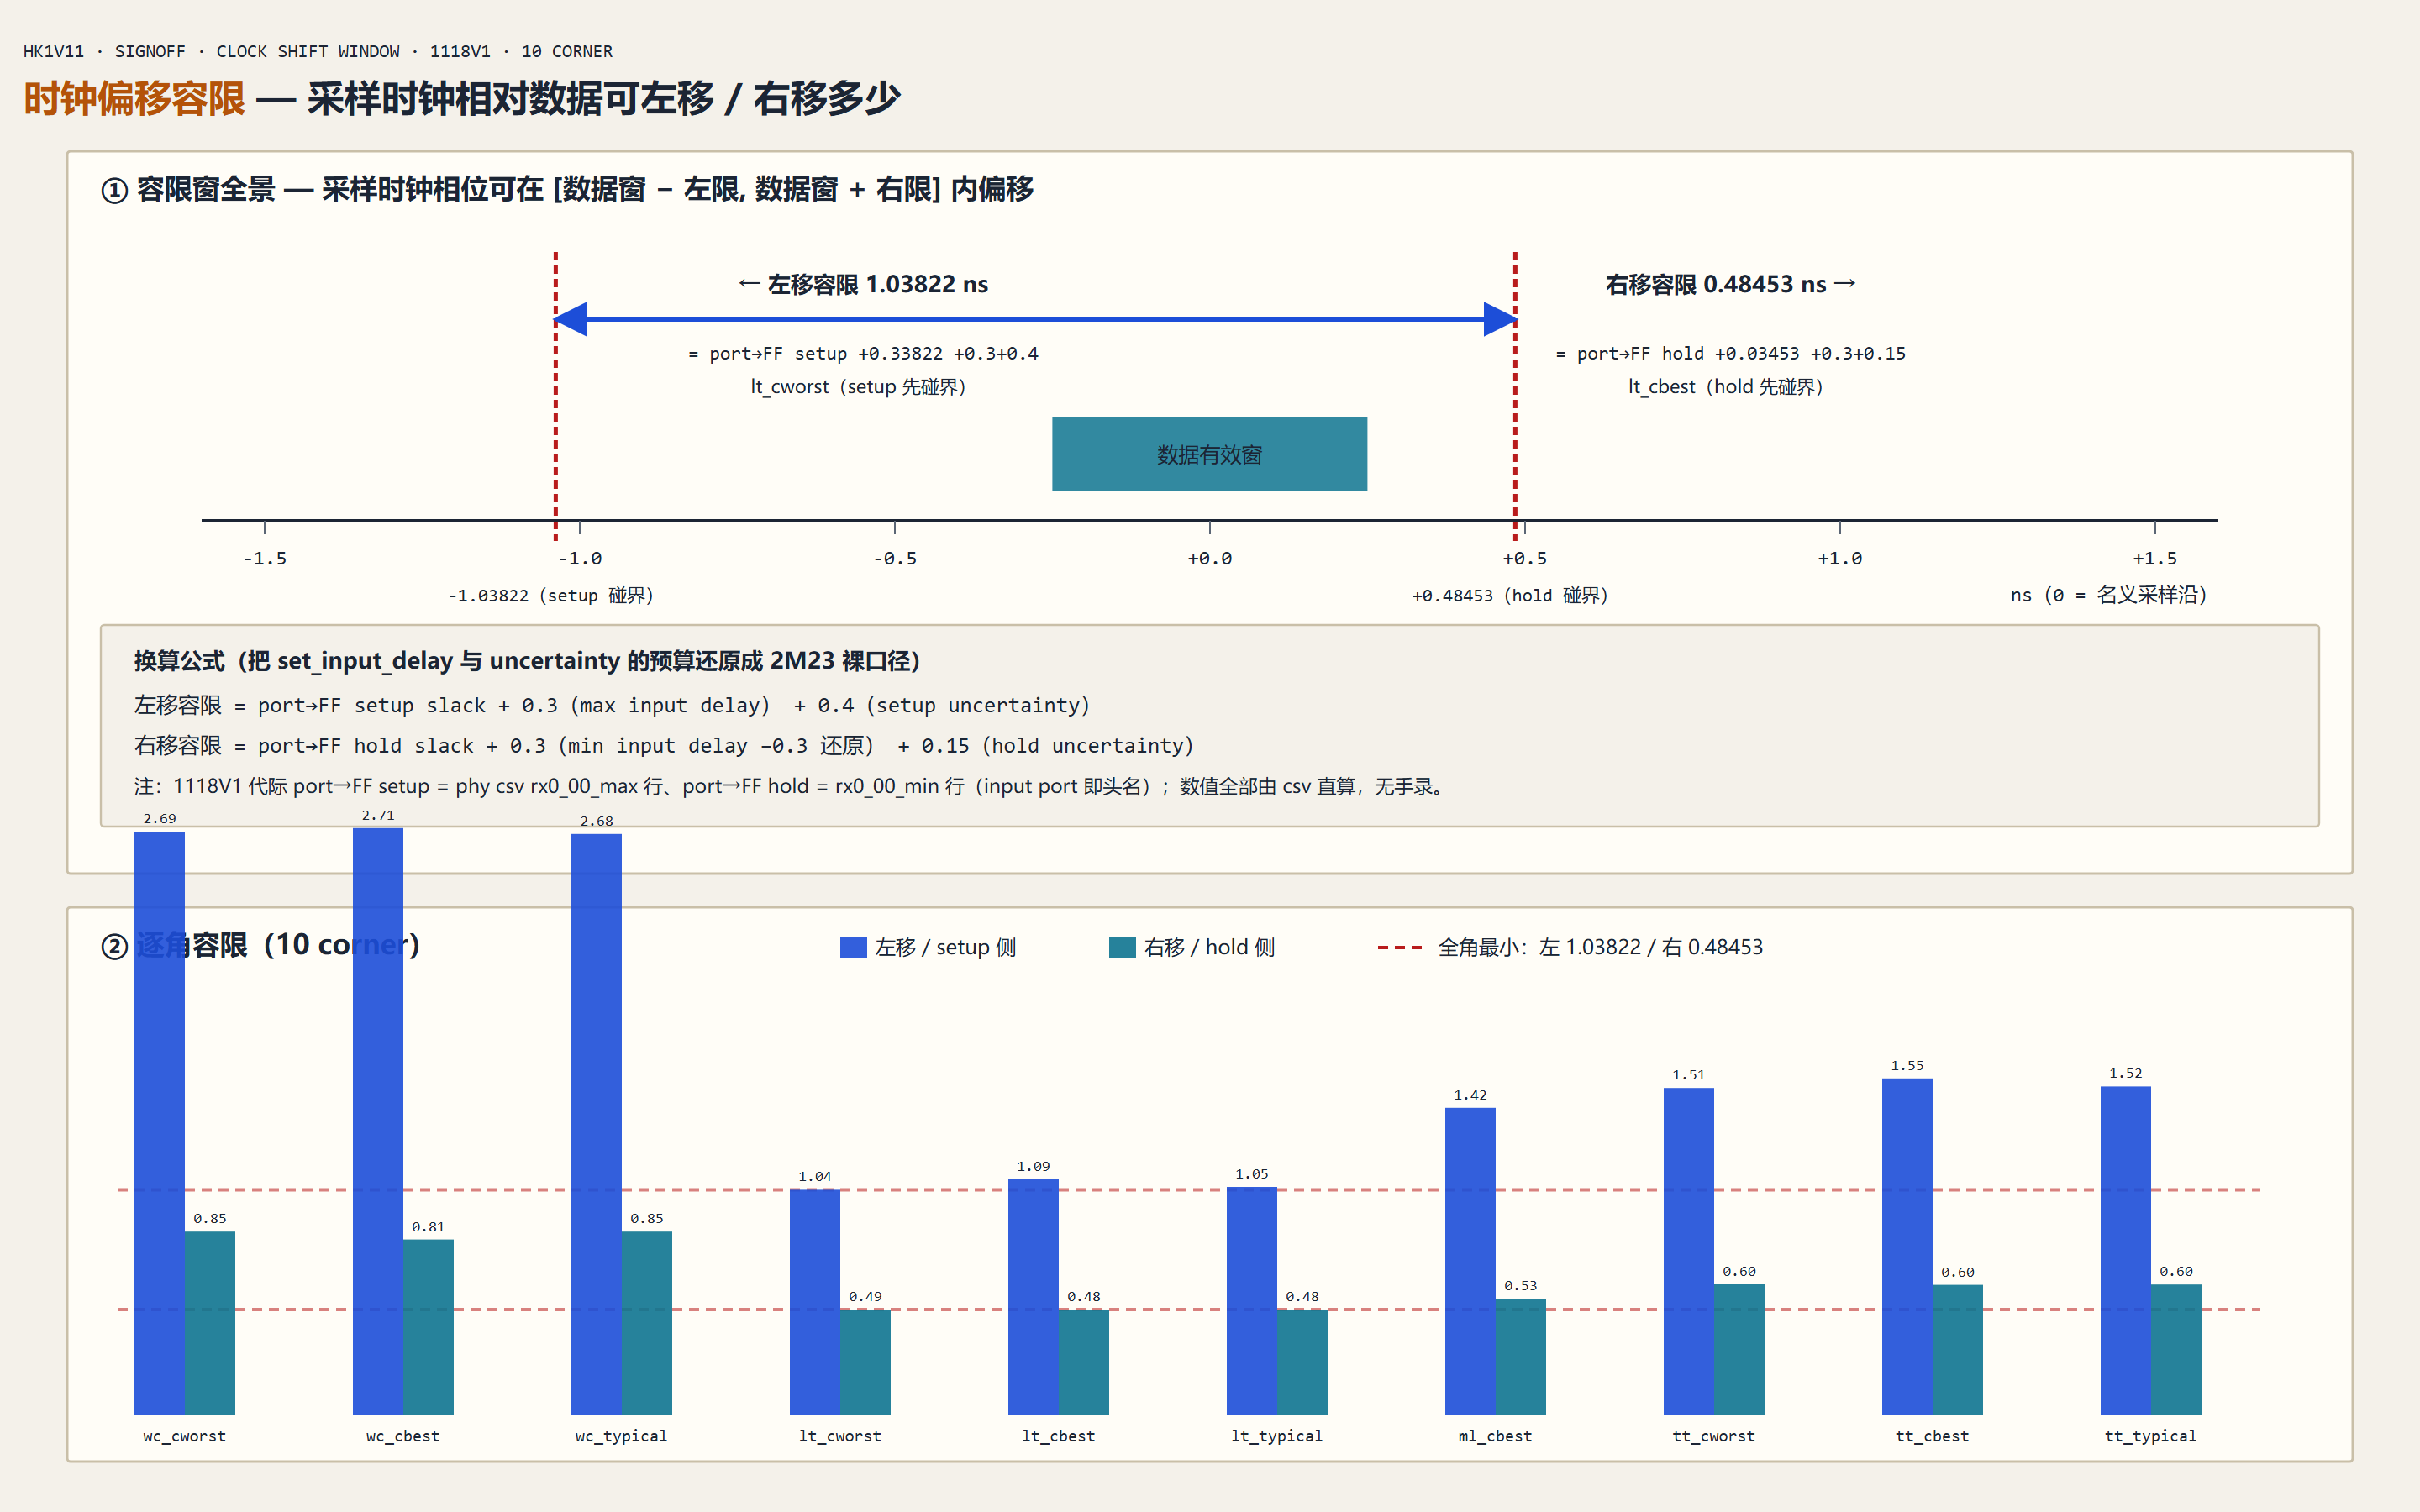 HK1V11 · SIGNOFF · CLOCK SHIFT WINDOW · 1118V1 · 10 CORNER
时钟偏移容限 — 采样时钟相对数据可左移 / 右移多少
① 容限窗全景 — 采样时钟相位可在 [数据窗 − 左限, 数据窗 + 右限] 内偏移
← 左移容限 1.03822 ns
右移容限 0.48453 ns →
= port→FF setup +0.33822 +0.3+0.4
= port→FF hold +0.03453 +0.3+0.15
lt_cworst（setup 先碰界）
lt_cbest（hold 先碰界）
数据有效窗
-1.5 -1.0 -0.5 +0.0 +0.5 +1.0 +1.5
-1.03822（setup 碰界）
+0.48453（hold 碰界）
ns（0 = 名义采样沿）
换算公式（把 set_input_delay 与 uncertainty 的预算还原成 2M23 裸口径）
左移容限 = port→FF setup slack + 0.3（max input delay） + 0.4（setup uncertainty）
右移容限 = port→FF hold slack + 0.3（min input delay −0.3 还原） + 0.15（hold uncertainty）
注：1118V1 代际 port→FF setup = phy csv rx0_00_max 行、port→FF hold = rx0_00_min 行（input port 即头名）；数值全部由 csv 直算，无手录。
② 逐角容限（10 corner）
左移 / setup 侧
右移 / hold 侧
全角最小：左 1.03822 / 右 0.48453
2.69 0.85
2.71 0.81
2.68 0.85
1.04 0.49
1.09 0.48
1.05 0.48
1.42 0.53
1.51 0.60
1.55 0.60
1.52 0.60
wc_cworst wc_cbest wc_typical lt_cworst lt_cbest lt_typical ml_cbest tt_cworst tt_cbest tt_typical